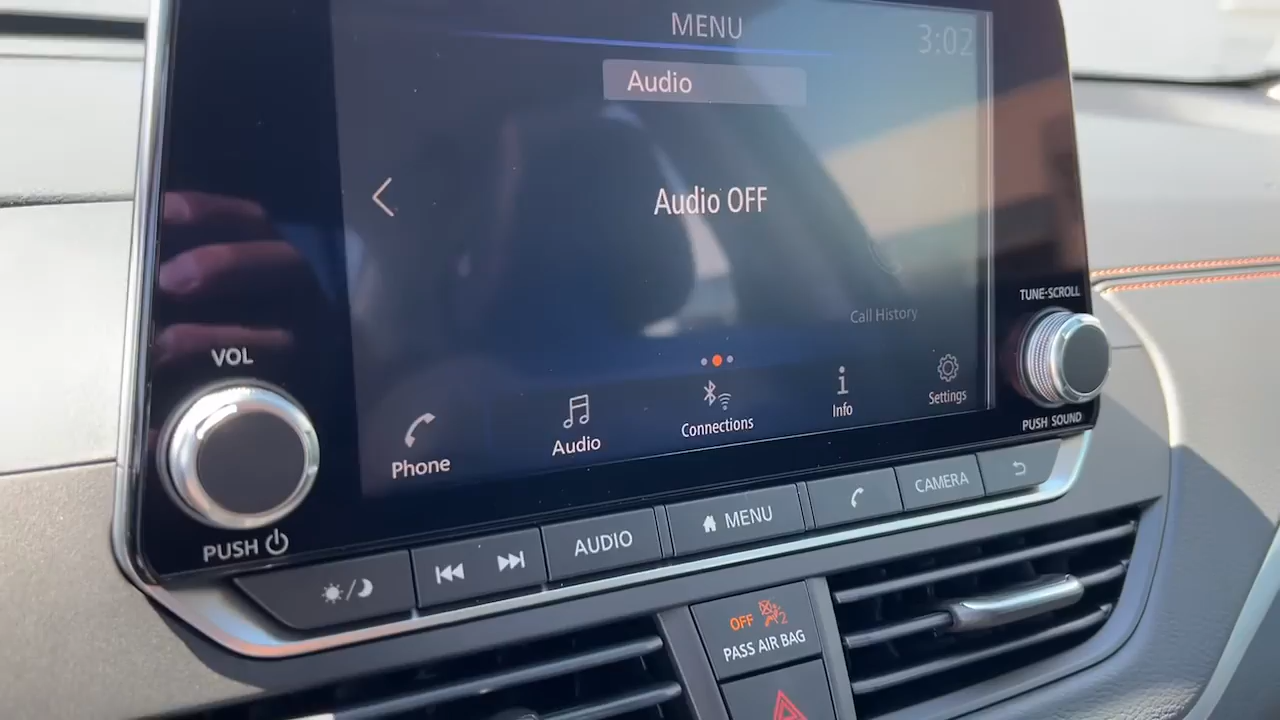 MENU
3:02
Audio
Audio OFF
Call History
TUNE·SCROLL
VOL
Phone
Audio
Connections
Info
Settings
PUSH SOUND
PUSH
AUDIO
MENU
CAMERA
OFF 2
PASS AIR BAG